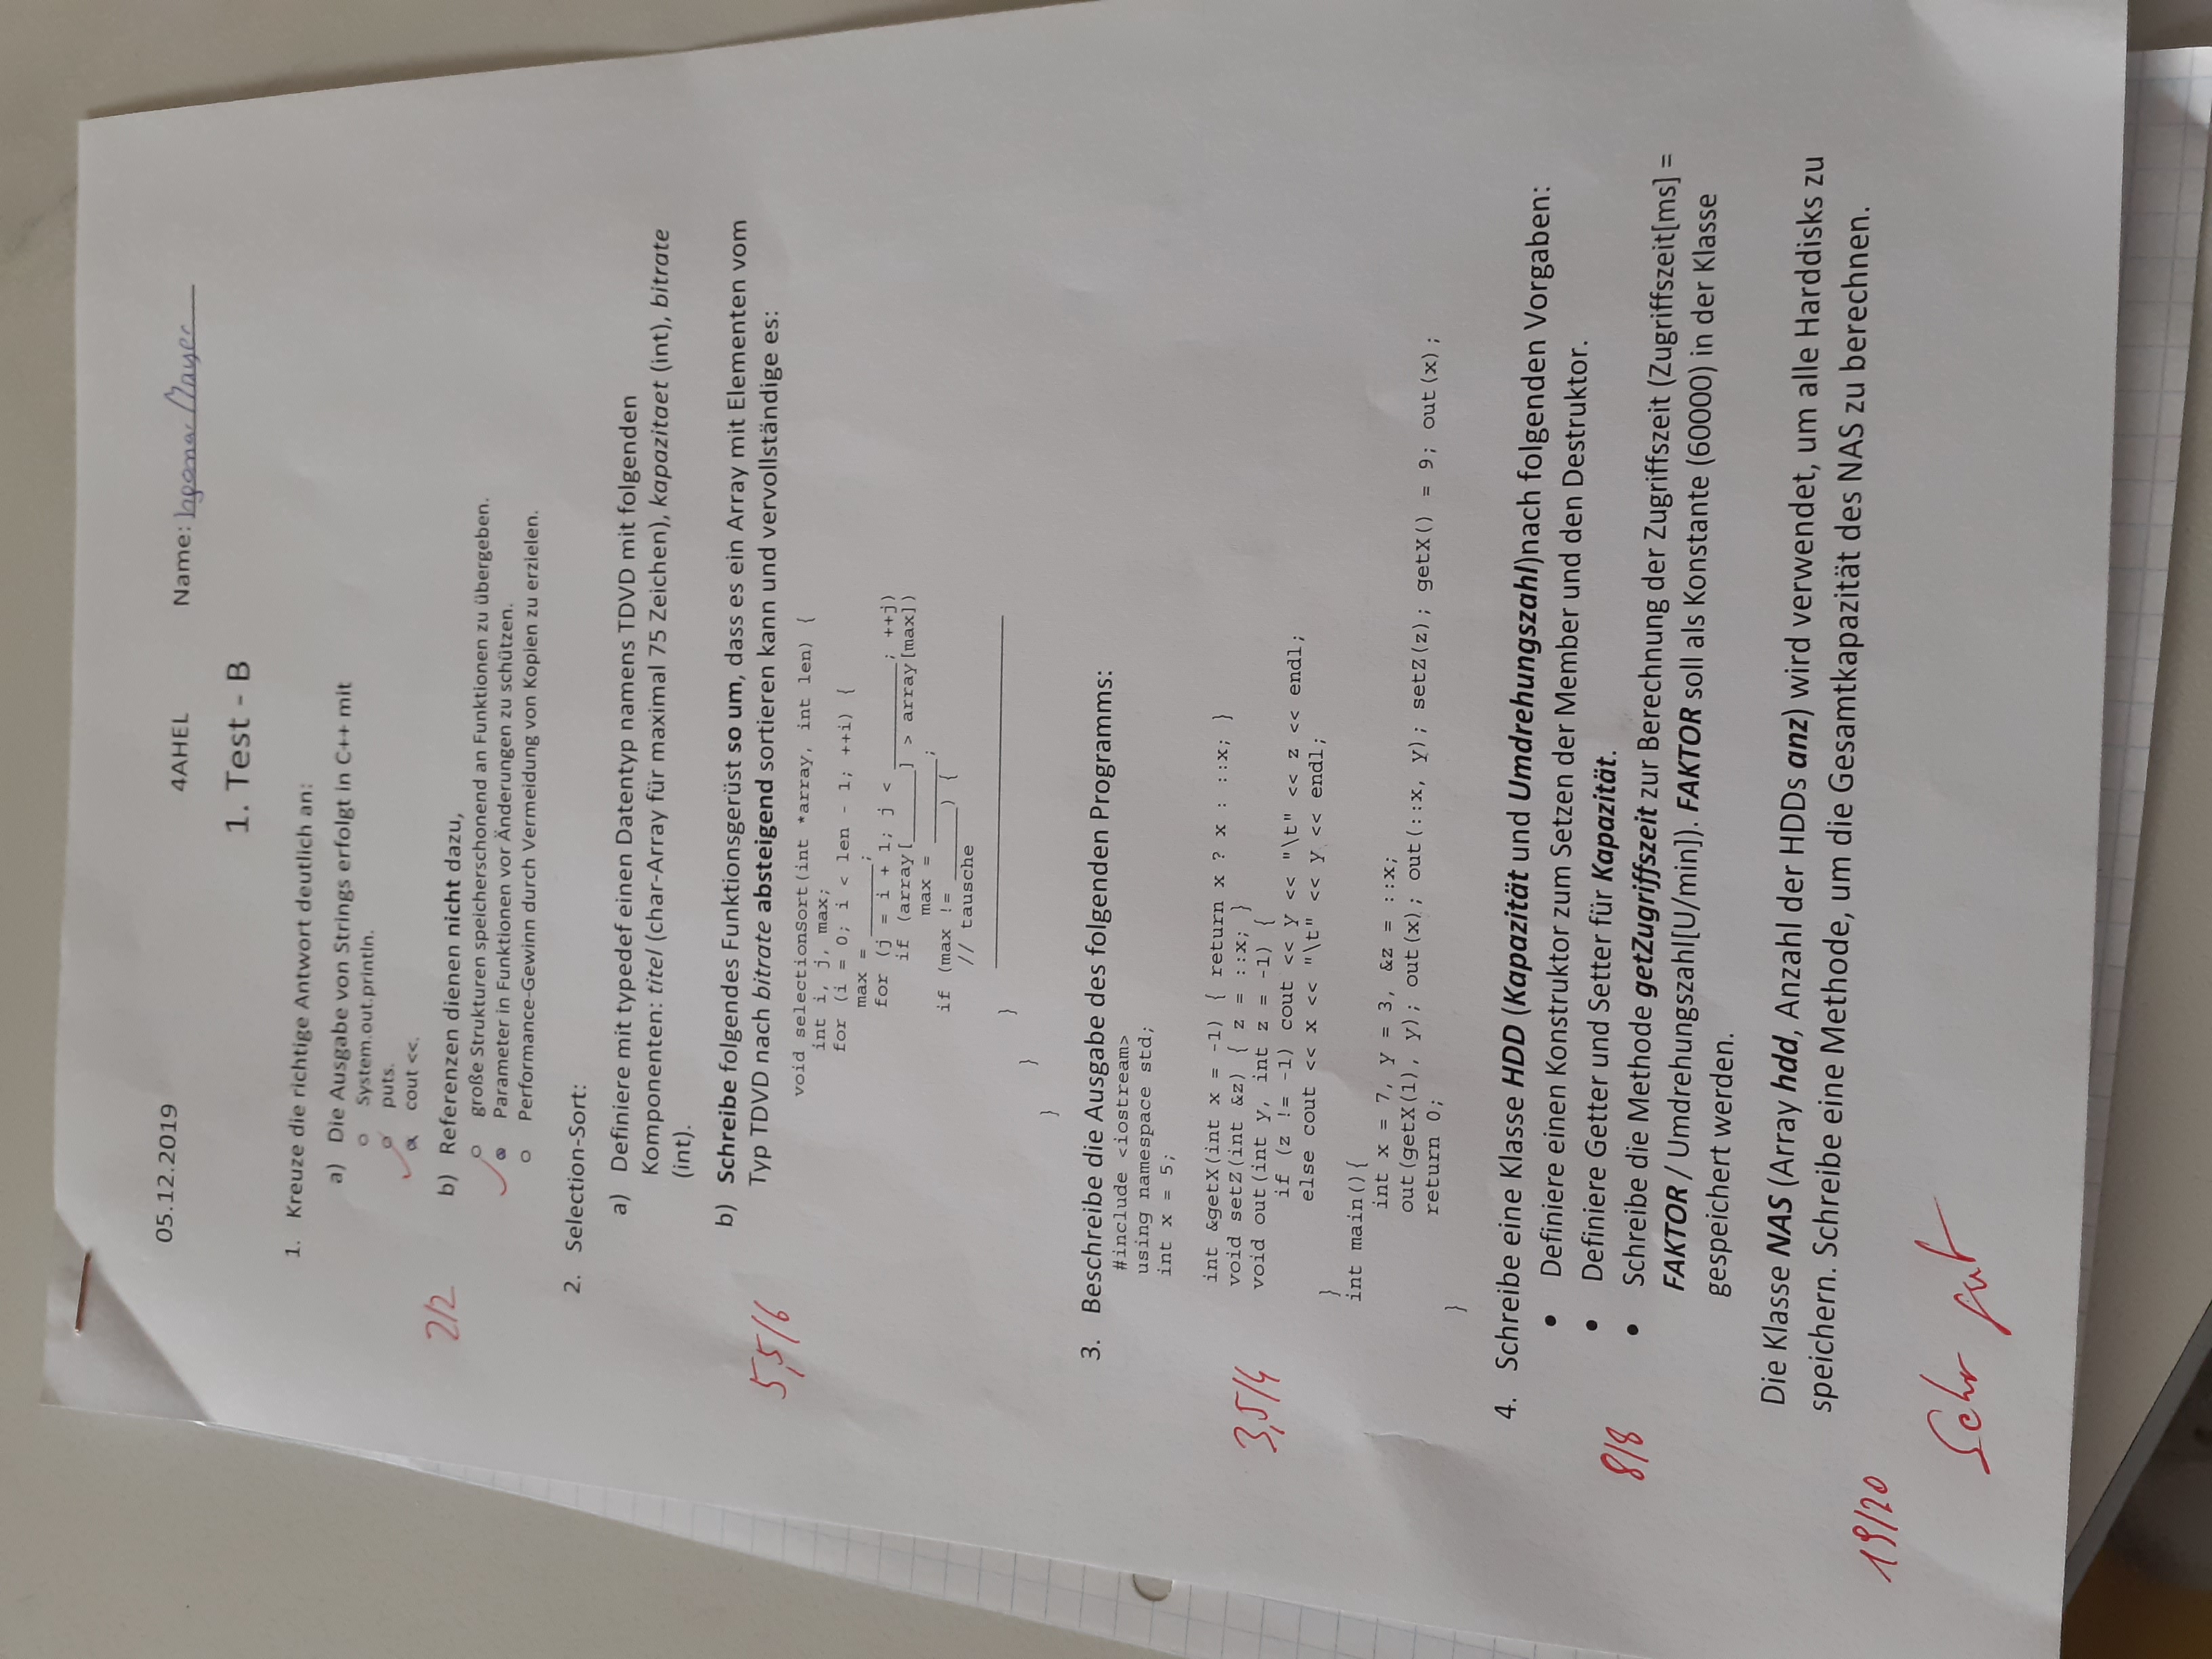 05.12.2019 4AHEL Name: Ingomar Mayer
1. Test - B
1. Kreuze die richtige Antwort deutlich an:
a) Die Ausgabe von Strings erfolgt in C++ mit
o System.out.println.
o puts.
o cout <<.
2/2
b) Referenzen dienen nicht dazu,
o große Strukturen speicherschonend an Funktionen zu übergeben.
o Parameter in Funktionen vor Änderungen zu schützen.
o Performance-Gewinn durch Vermeidung von Kopien zu erzielen.
2. Selection-Sort:
a) Definiere mit typedef einen Datentyp namens TDVD mit folgenden
Komponenten: titel (char-Array für maximal 75 Zeichen), kapazitaet (int), bitrate
(int).
b) Schreibe folgendes Funktionsgerüst so um, dass es ein Array mit Elementen vom
Typ TDVD nach bitrate absteigend sortieren kann und vervollständige es:
5,5/6
void selectionSort(int *array, int len) {
int i, j, max;
for (i = 0; i < len - 1; ++i) {
max = ______;
for (j = i + 1; j < _________; ++j)
if (array[______] > array[max])
max = _______;
if (max != ______) {
// tausche
______________________________
}
}
}
3. Beschreibe die Ausgabe des folgenden Programms:
#include <iostream>
using namespace std;
int x = 5;
int &getX(int x = -1) { return x ? x : ::x; }
void setZ(int &z) { z = ::x; }
3,5/4
void out(int y, int z = -1) {
if (z != -1) cout << y << "\t" << z << endl;
else cout << x << "\t" << y << endl;
}
int main(){
int x = 7, y = 3, &z = ::x;
out(getX(1), y); out(x); out(::x, y); setZ(z); getX() = 9; out(x);
return 0;
}
4. Schreibe eine Klasse HDD (Kapazität und Umdrehungszahl)nach folgenden Vorgaben:
• Definiere einen Konstruktor zum Setzen der Member und den Destruktor.
• Definiere Getter und Setter für Kapazität.
8/8
• Schreibe die Methode getZugriffszeit zur Berechnung der Zugriffszeit (Zugriffszeit[ms] =
FAKTOR / Umdrehungszahl[U/min]). FAKTOR soll als Konstante (60000) in der Klasse
gespeichert werden.
Die Klasse NAS (Array hdd, Anzahl der HDDs anz) wird verwendet, um alle Harddisks zu
speichern. Schreibe eine Methode, um die Gesamtkapazität des NAS zu berechnen.
19/20
Sehr gut